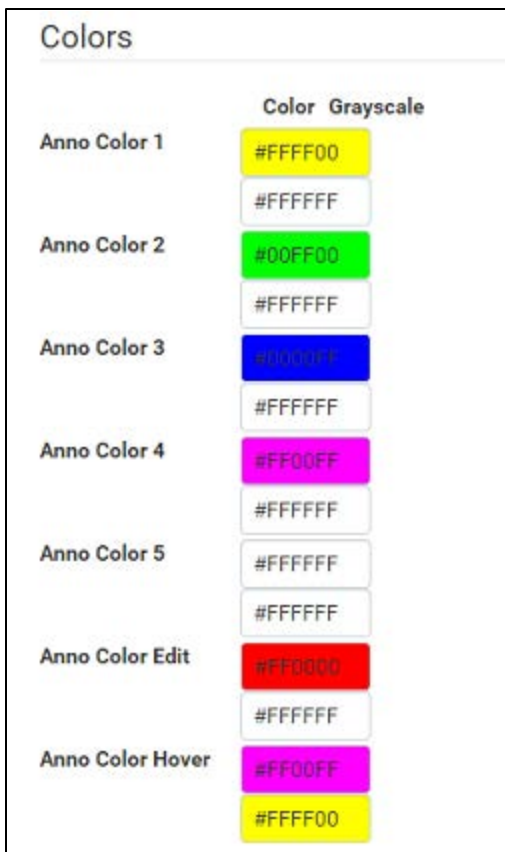 Colors
Color Grayscale
Anno Color 1 #FFFF00
#FFFFFF
Anno Color 2 #00FF00
#FFFFFF
Anno Color 3 #0000FF
#FFFFFF
Anno Color 4 #FF00FF
#FFFFFF
Anno Color 5 #FFFFFF
#FFFFFF
Anno Color Edit #FF0000
#FFFFFF
Anno Color Hover #FF00FF
#FFFF00